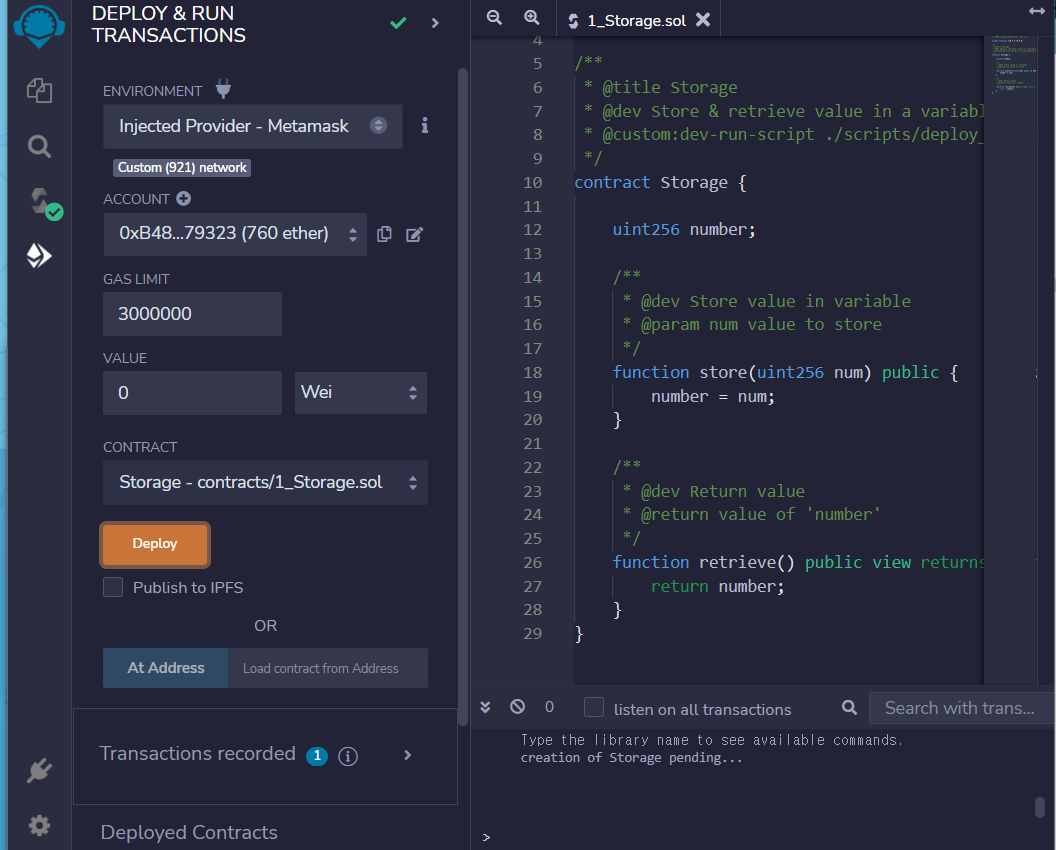 DEPLOY & RUN
TRANSACTIONS
ENVIRONMENT
Injected Provider - Metamask
Custom (921) network
ACCOUNT
0xB48...79323 (760 ether)
GAS LIMIT
3000000
VALUE
0
Wei
CONTRACT
Storage - contracts/1_Storage.sol
Deploy
Publish to IPFS
OR
At Address
Load contract from Address
Transactions recorded 1 i
Deployed Contracts
1_Storage.sol
4
5 /**
6 * @title Storage
7 * @dev Store & retrieve value in a variabl
8 * @custom:dev-run-script ./scripts/deploy_
9 */
10 contract Storage {
11
12 uint256 number;
13
14 /**
15 * @dev Store value in variable
16 * @param num value to store
17 */
18 function store(uint256 num) public {
19 number = num;
20 }
21
22 /**
23 * @dev Return value
24 * @return value of 'number'
25 */
26 function retrieve() public view returns
27 return number;
28 }
29 }
0
listen on all transactions
Search with trans...
Type the library name to see available commands.
creation of Storage pending...
>